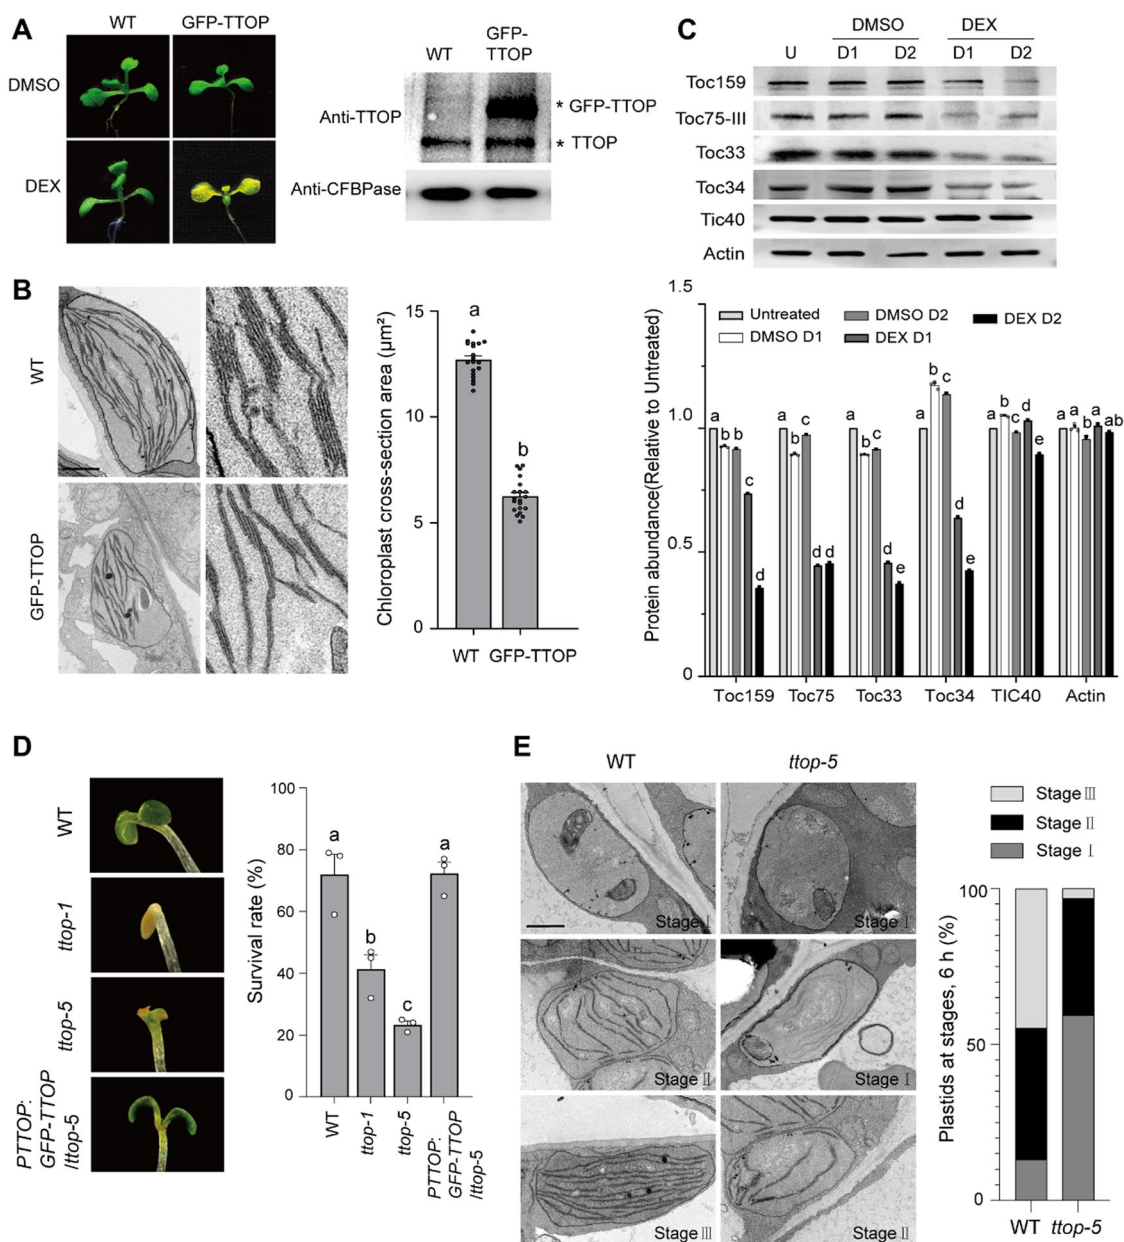 A
WT
GFP-TTOP
DMSO
DEX
WT
GFP-
TTOP
Anti-TTOP
* GFP-TTOP
* TTOP
Anti-CFBPase
C
DMSO
DEX
U
D1
D2
D1
D2
Toc159
Toc75-III
Toc33
Toc34
Tic40
Actin
B
WT
GFP-TTOP
Chloroplast cross-section area (µm²)
15
10
5
0
a
b
WT
GFP-TTOP
Protein abundance(Relative to Untreated)
1.5
1.0
0.5
0
Untreated
DMSO D1
DMSO D2
DEX D1
DEX D2
a b b c d
a b c d d
a b c d e
a b c d e
a b c d e
a a b a ab
Toc159
Toc75
Toc33
Toc34
TIC40
Actin
D
WT
ttop-1
ttop-5
PTTOP:
GFP-TTOP
/ttop-5
Survival rate (%)
100
80
60
40
20
0
a
b
c
a
WT
ttop-1
ttop-5
PTTOP:
GFP-TTOP
/ttop-5
E
WT
ttop-5
Stage Ⅰ
Stage Ⅰ
Stage Ⅱ
Stage Ⅰ
Stage Ⅲ
Stage Ⅱ
Stage Ⅲ
Stage Ⅱ
Stage Ⅰ
Plastids at stages, 6 h (%)
100
50
0
WT
ttop-5